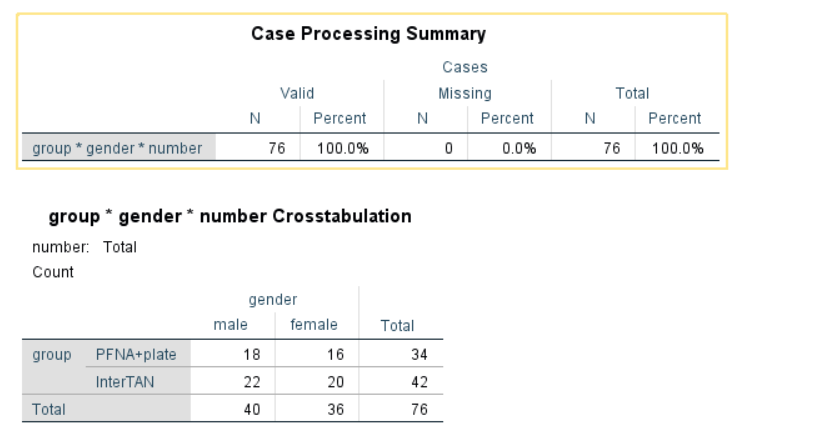 Case Processing Summary
Cases
Valid Missing Total
N Percent N Percent N Percent
group * gender * number 76 100.0% 0 0.0% 76 100.0%
group * gender * number Crosstabulation
number: Total
Count
gender
male female Total
group PFNA+plate 18 16 34
InterTAN 22 20 42
Total 40 36 76